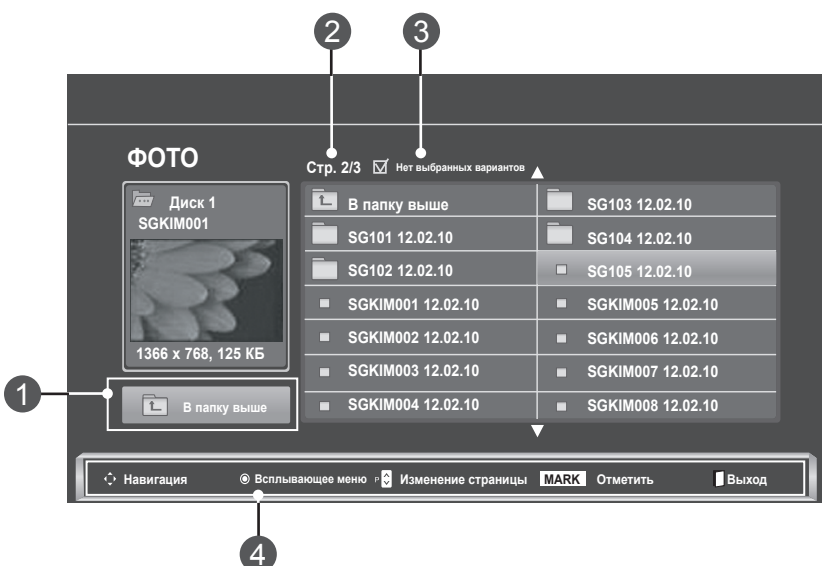 2 3
ФОТО
Стр. 2/3 Нет выбранных вариантов
Диск 1
SGKIM001
1366 x 768, 125 КБ
1
В папку выше
В папку выше
SG101 12.02.10
SG102 12.02.10
SGKIM001 12.02.10
SGKIM002 12.02.10
SGKIM003 12.02.10
SGKIM004 12.02.10
SG103 12.02.10
SG104 12.02.10
SG105 12.02.10
SGKIM005 12.02.10
SGKIM006 12.02.10
SGKIM007 12.02.10
SGKIM008 12.02.10
Навигация Всплывающее меню P Изменение страницы MARK Отметить Выход
4